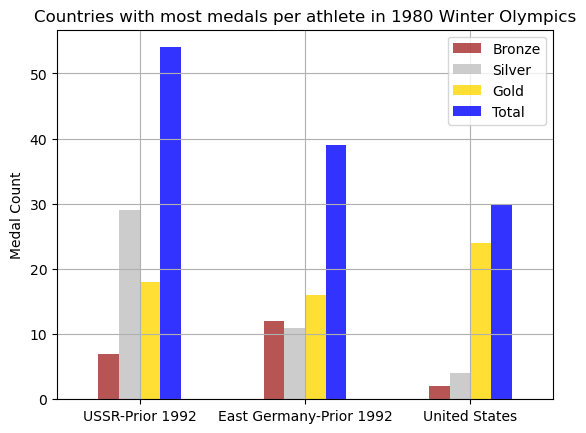 Countries with most medals per athlete in 1980 Winter Olympics
Bronze
Silver
Gold
Total
Medal Count
50
40
30
20
10
0
USSR-Prior 1992
East Germany-Prior 1992
United States